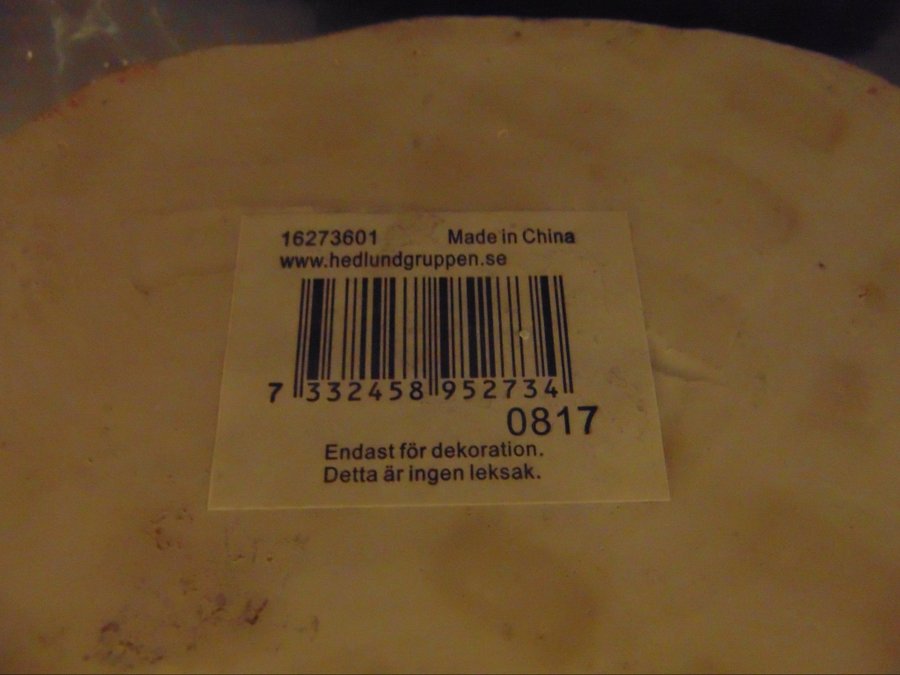 16273601 Made in China
www.hedlundgruppen.se
7 332458 952734
0817
Endast för dekoration.
Detta är ingen leksak.